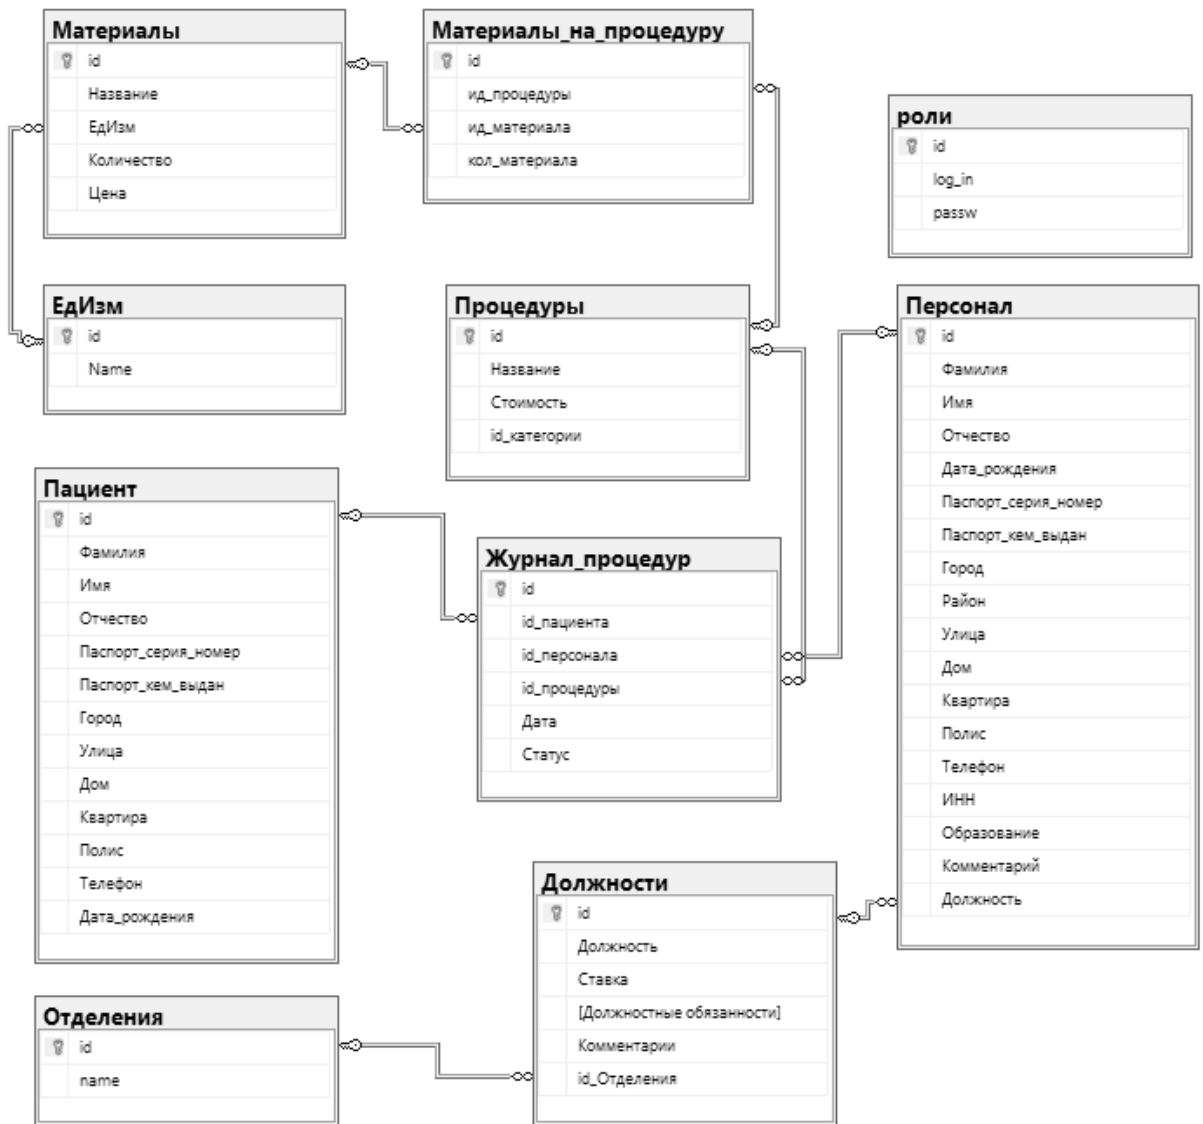 Материалы
id
Название
ЕдИзм
Количество
Цена
Материалы_на_процедуру
id
ид_процедуры
ид_материала
кол_материала
роли
id
log_in
passw
ЕдИзм
id
Name
Процедуры
id
Название
Стоимость
id_категории
Персонал
id
Фамилия
Имя
Отчество
Дата_рождения
Паспорт_серия_номер
Паспорт_кем_выдан
Город
Район
Улица
Дом
Квартира
Полис
Телефон
ИНН
Образование
Комментарий
Должность
Пациент
id
Фамилия
Имя
Отчество
Паспорт_серия_номер
Паспорт_кем_выдан
Город
Улица
Дом
Квартира
Полис
Телефон
Дата_рождения
Журнал_процедур
id
id_пациента
id_персонала
id_процедуры
Дата
Статус
Должности
id
Должность
Ставка
[Должностные обязанности]
Комментарии
id_Отделения
Отделения
id
name